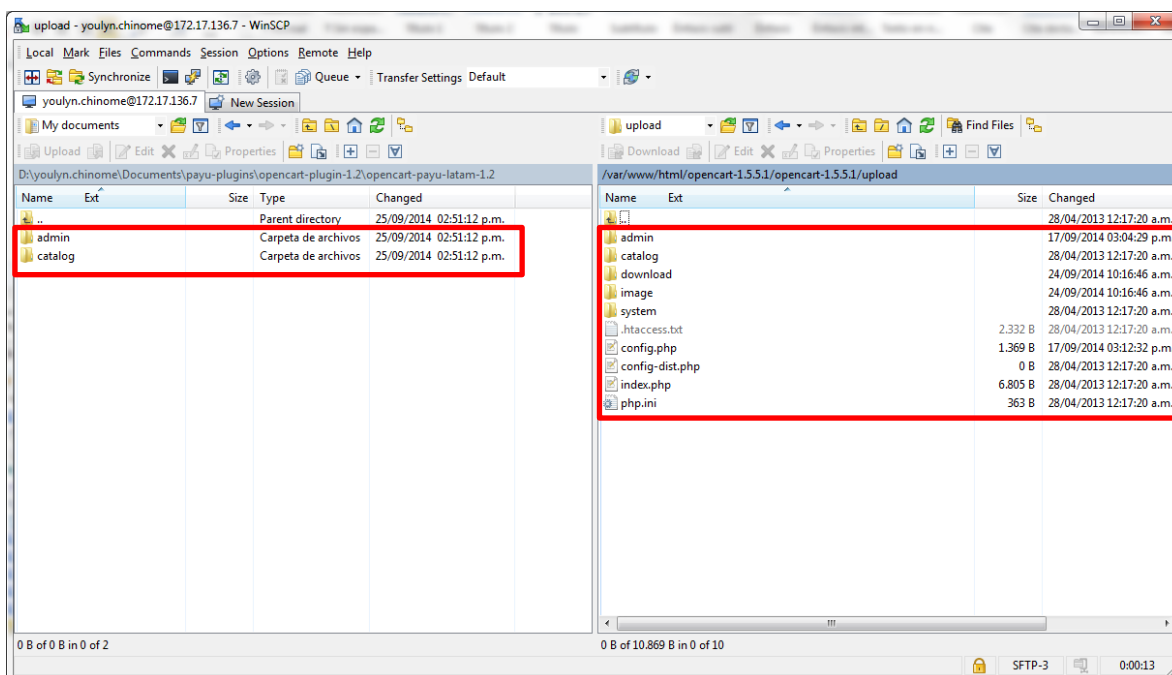 upload - youlyn.chinome@172.17.136.7 - WinSCP
Local Mark Files Commands Session Options Remote Help
Synchronize Queue Transfer Settings Default
youlyn.chinome@172.17.136.7 New Session
My documents
Upload Edit Properties
D:\youlyn.chinome\Documents\payu-plugins\opencart-plugin-1.2\opencart-payu-latam-1.2
Name Ext Size Type Changed
.. Parent directory 25/09/2014 02:51:12 p.m.
admin Carpeta de archivos 25/09/2014 02:51:12 p.m.
catalog Carpeta de archivos 25/09/2014 02:51:12 p.m.
0 B of 0 B in 0 of 2
upload Find Files
Download Edit Properties
/var/www/html/opencart-1.5.5.1/opencart-1.5.5.1/upload
Name Ext Size Changed
.. 28/04/2013 12:17:20 a.m.
admin 17/09/2014 03:04:29 p.m
catalog 28/04/2013 12:17:20 a.m.
download 24/09/2014 10:16:46 a.m.
image 24/09/2014 10:16:46 a.m.
system 28/04/2013 12:17:20 a.m.
.htaccess.txt 2.332 B 28/04/2013 12:17:20 a.m.
config.php 1.369 B 17/09/2014 03:12:32 p.m
config-dist.php 0 B 28/04/2013 12:17:20 a.m.
index.php 6.805 B 28/04/2013 12:17:20 a.m.
php.ini 363 B 28/04/2013 12:17:20 a.m.
0 B of 10.869 B in 0 of 10
SFTP-3 0:00:13